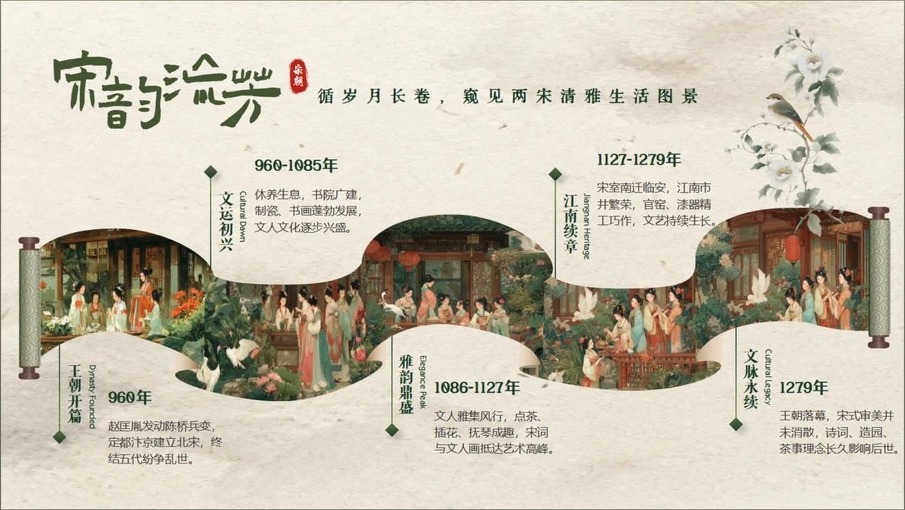 宋韵流芳
宋朝
循岁月长卷，窥见两宋清雅生活图景
960年
王朝开篇
Dynasty Founded
赵匡胤发动陈桥兵变，
定都汴京建立北宋，终
结五代纷争乱世。
960-1085年
文运初兴
Cultural Dawn
休养生息，书院广建，
制瓷、书画蓬勃发展，
文人文化逐步兴盛。
1086-1127年
雅韵鼎盛
Elegance Peak
文人雅集风行，点茶、
插花、抚琴成趣，宋词
与文人画抵达艺术高峰。
1127-1279年
江南续章
Jiangnan Heritage
宋室南迁临安，江南市
井繁荣，官窑、漆器精
工巧作，文艺持续生长。
1279年
文脉永续
Cultural Legacy
王朝落幕，宋式审美并
未消散，诗词、造园、
茶事理念长久影响后世。